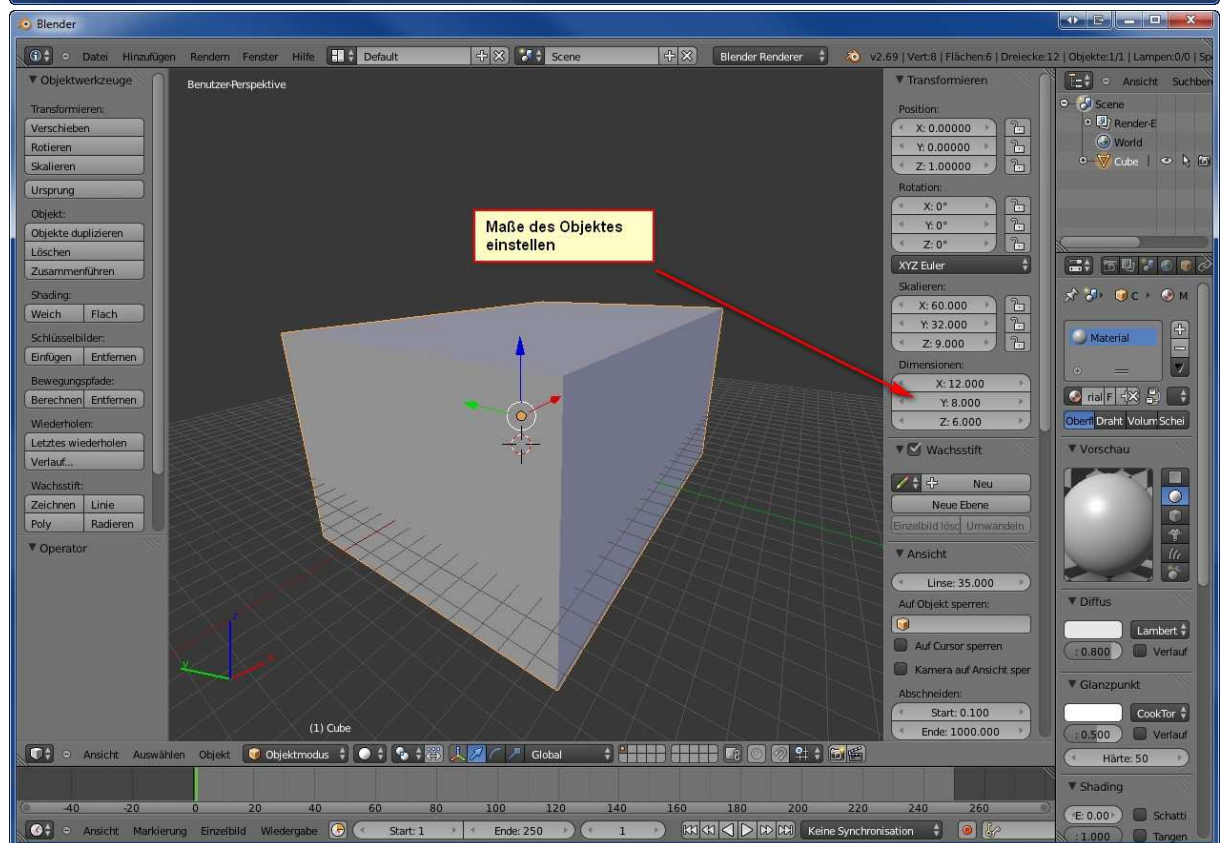 Blender
Datei Hinzufügen Rendern Fenster Hilfe Default Scene Blender Renderer v2.69 | Vert:8 | Flächen:6 | Dreiecke:12 | Objekte:1/1 | Lampen:0/0 | Sp
Objektwerkzeuge
Transformieren:
Verschieben
Rotieren
Skalieren
Ursprung
Objekt:
Objekte duplizieren
Löschen
Zusammenführen
Shading:
Weich Flach
Schlüsselbilder:
Einfügen Entfernen
Bewegungspfade:
Berechnen Entfernen
Wiederholen:
Letztes wiederholen
Verlauf...
Wachsstift:
Zeichnen Linie
Poly Radieren
Operator
Benutzer-Perspektive
Maße des Objektes
einstellen
z
y
x
(1) Cube
Transformieren
Position:
X: 0.00000
Y: 0.00000
Z: 1.00000
Rotation:
X: 0°
Y: 0°
Z: 0°
XYZ Euler
Skalieren:
X: 60.000
Y: 32.000
Z: 9.000
Dimensionen:
X: 12.000
Y: 8.000
Z: 6.000
Wachsstift
Neu
Neue Ebene
Einzelbild lösc Umwandeln
Ansicht
Linse: 35.000
Auf Objekt sperren:
Auf Cursor sperren
Kamera auf Ansicht sper
Abschneiden:
Start: 0.100
Ende: 1000.000
Ansicht Suchber
Scene
Render-E
World
Cube |
C M
Material
rial F
Oberfl Draht Volum Schei
Vorschau
Diffus
Lambert
: 0.800 Verlauf
Glanzpunkt
CookTor
: 0.500 Verlauf
Härte: 50
Shading
E: 0.00 Schatti
: 1.000 Tangen
Ansicht Auswählen Objekt Objektmodus Global
-40 -20 0 20 40 60 80 100 120 140 160 180 200 220 240 260
Ansicht Markierung Einzelbild Wiedergabe Start: 1 Ende: 250 1 Keine Synchronisation